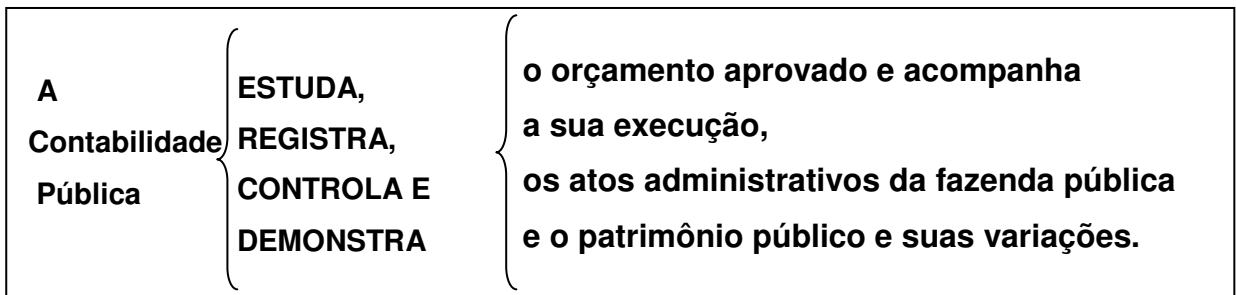 A
Contabilidade
Pública
ESTUDA,
REGISTRA,
CONTROLA E
DEMONSTRA
o orçamento aprovado e acompanha
a sua execução,
os atos administrativos da fazenda pública
e o patrimônio público e suas variações.